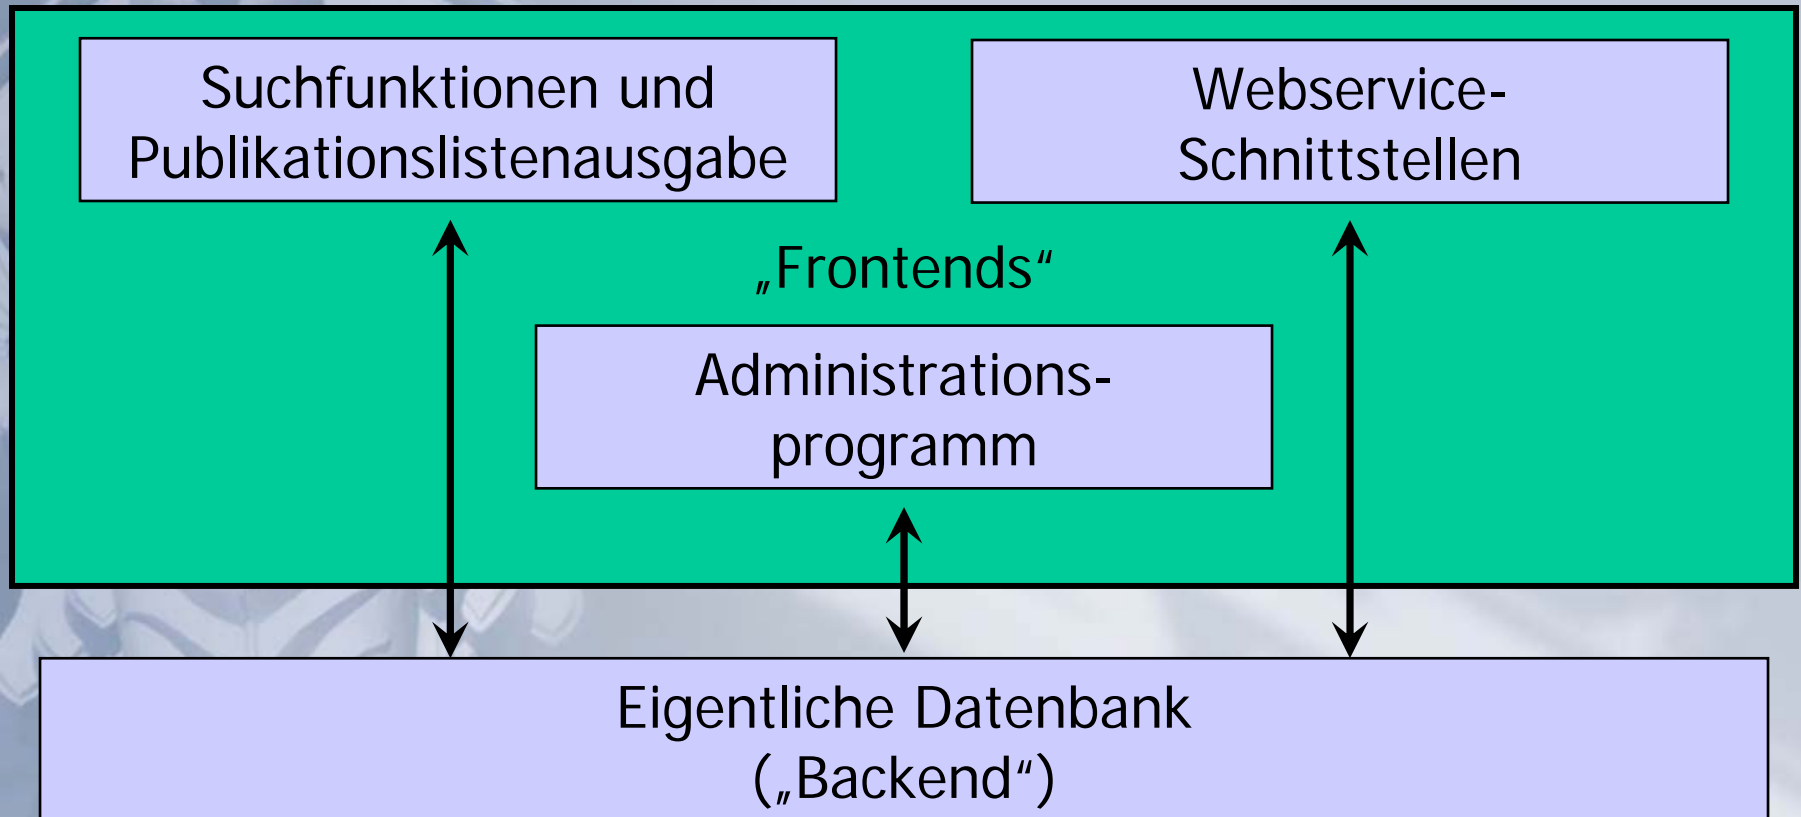 Suchfunktionen und
Publikationslistenausgabe
Webservice-
Schnittstellen
„Frontends“
Administrations-
programm
Eigentliche Datenbank
(„Backend“)